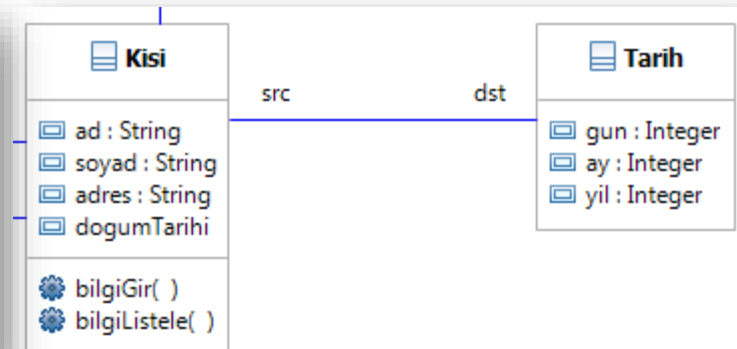 Kisi
ad : String
soyad : String
adres : String
dogumTarihi
bilgiGir( )
bilgiListele( )
src
dst
Tarih
gun : Integer
ay : Integer
yil : Integer